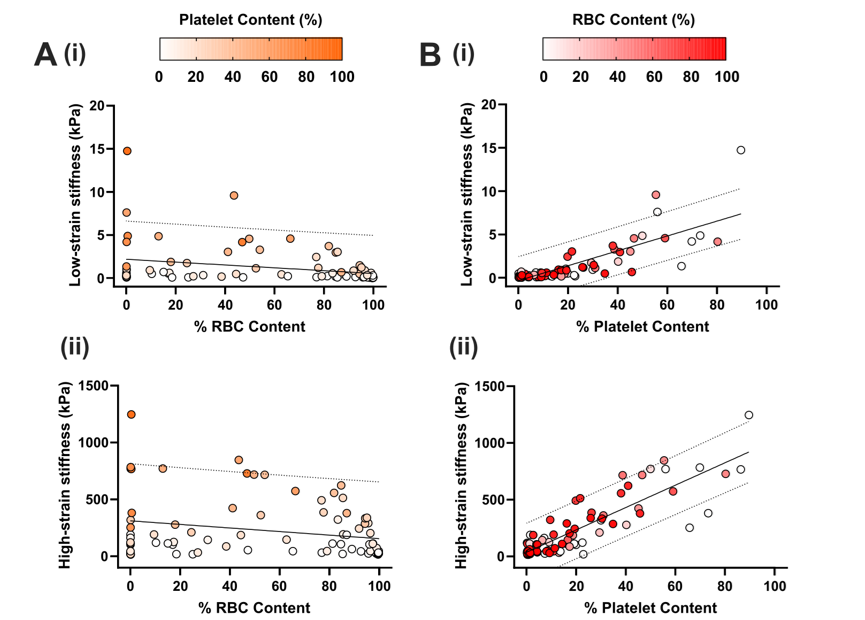 Platelet Content (%)
0 20 40 60 80 100
RBC Content (%)
0 20 40 60 80 100
A (i)
Low-strain stiffness (kPa)
20
15
10
5
0
0 20 40 60 80 100
% RBC Content
B (i)
Low-strain stiffness (kPa)
20
15
10
5
0
0 20 40 60 80 100
% Platelet Content
(ii)
High-strain stiffness (kPa)
1500
1000
500
0
0 20 40 60 80 100
% RBC Content
(ii)
High-strain stiffness (kPa)
1500
1000
500
0
0 20 40 60 80 100
% Platelet Content